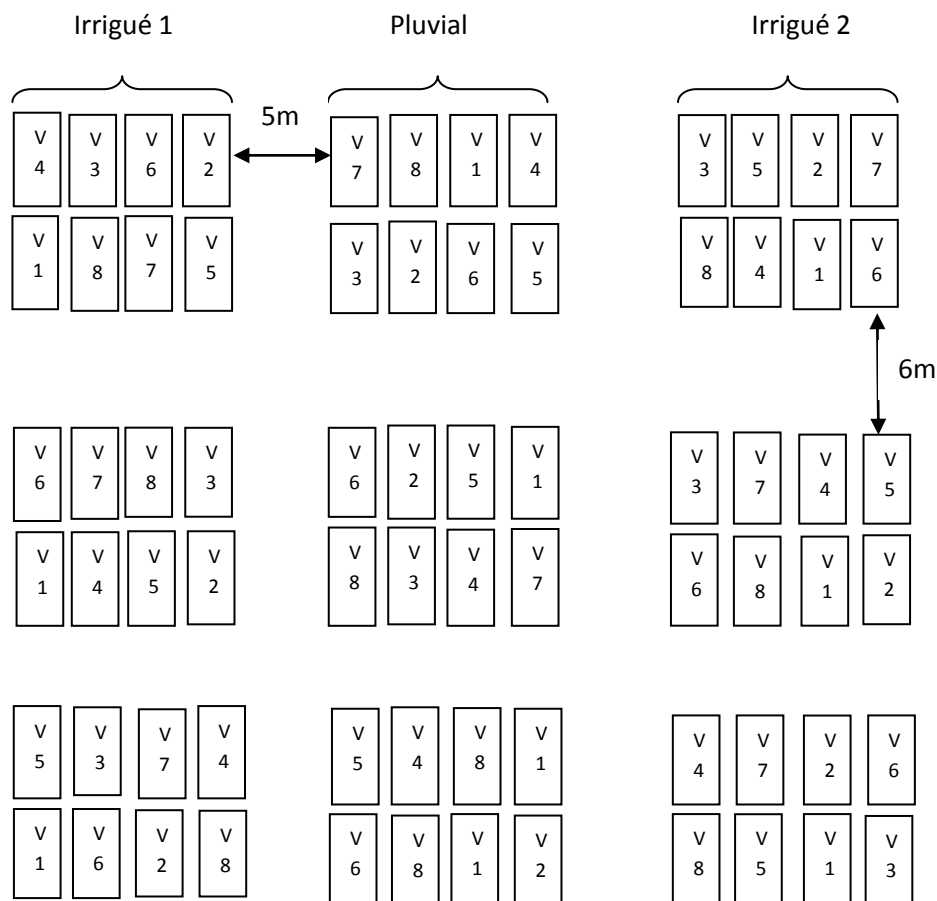 Irrigué 1 Pluvial Irrigué 2
5m
V V V V V V V V V V V V
4 3 6 2 7 8 1 4 3 5 2 7
V V V V V V V V V V V V
1 8 7 5 3 2 6 5 8 4 1 6
6m
V V V V V V V V V V V V
6 7 8 3 6 2 5 1 3 7 4 5
V V V V V V V V V V V V
1 4 5 2 8 3 4 7 6 8 1 2
V V V V V V V V V V V V
5 3 7 4 5 4 8 1 4 7 2 6
V V V V V V V V V V V V
1 6 2 8 6 8 1 2 8 5 1 3